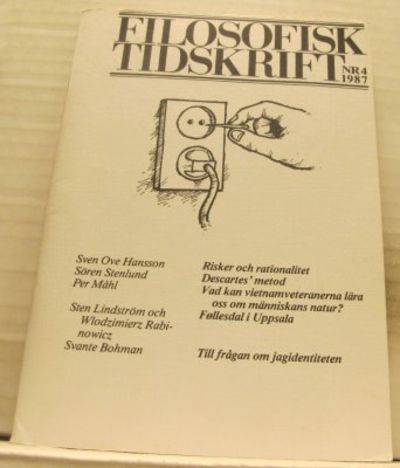 FILOSOFISK
TIDSKRIFT
NR 4
1987
Sven Ove Hansson
Sören Stenlund
Per Måhl
Sten Lindström och
Wlodzimierz Rabi-
nowicz
Svante Bohman
Risker och rationalitet
Descartes' metod
Vad kan vietnamveteranerna lära
oss om människans natur?
Føllesdal i Uppsala
Till frågan om jagidentiteten